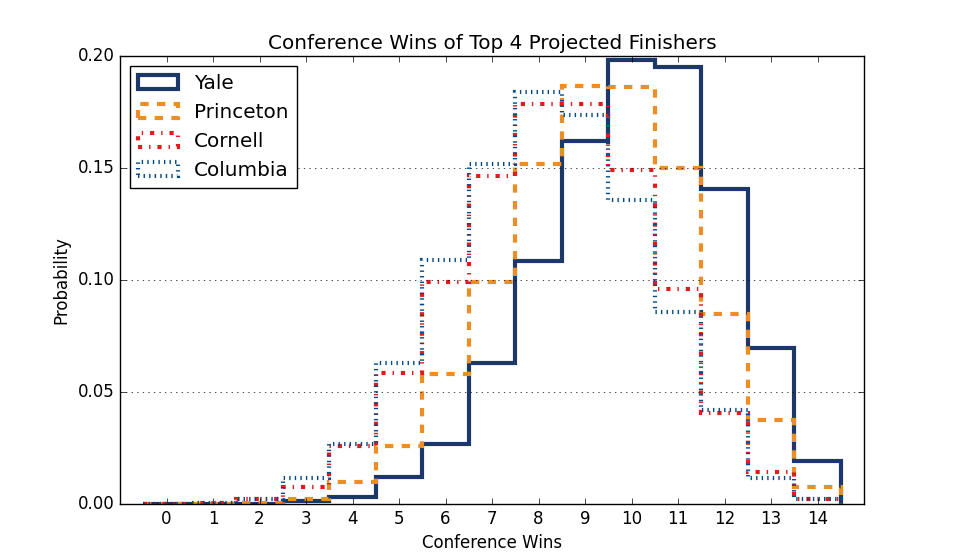 Conference Wins of Top 4 Projected Finishers
0.20
0.15
0.10
0.05
0.00
Probability
Yale
Princeton
Cornell
Columbia
0 1 2 3 4 5 6 7 8 9 10 11 12 13 14
Conference Wins